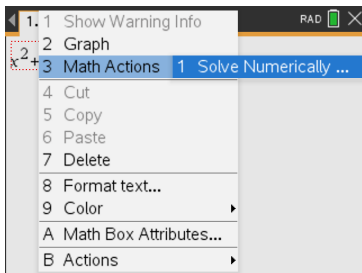 1. 1 Show Warning Info RAD
2 Graph
x²+ 3 Math Actions 1 Solve Numerically ...
4 Cut
5 Copy
6 Paste
7 Delete
8 Format text...
9 Color
A Math Box Attributes...
B Actions